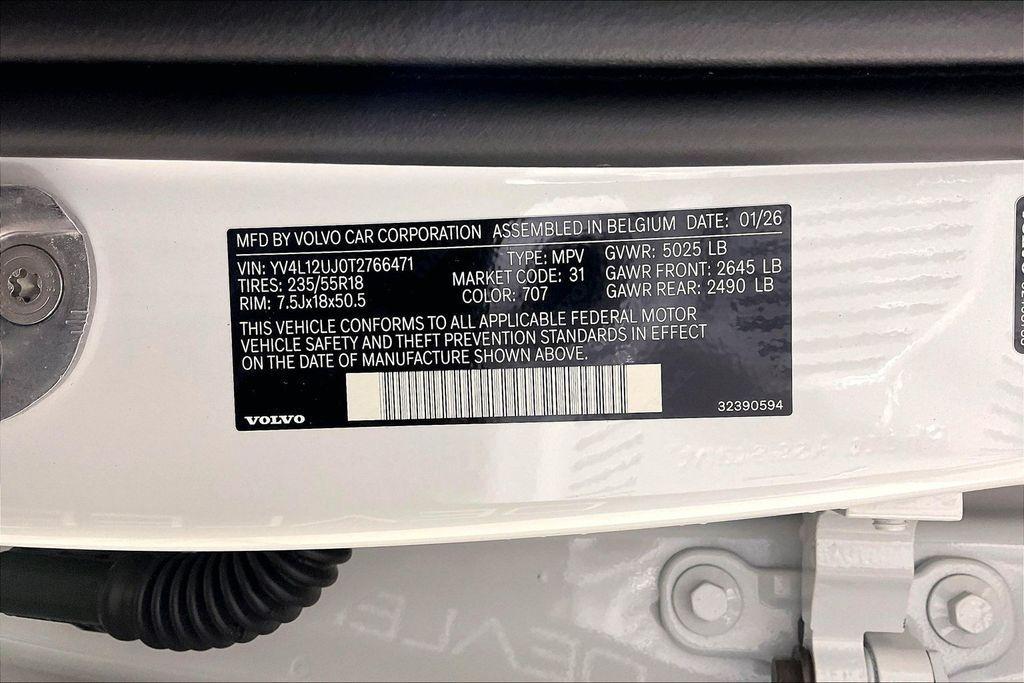 MFD BY VOLVO CAR CORPORATION ASSEMBLED IN BELGIUM DATE: 01/26
VIN: YV4L12UJ0T2766471 TYPE: MPV GVWR: 5025 LB
TIRES: 235/55R18 MARKET CODE: 31 GAWR FRONT: 2645 LB
RIM: 7.5Jx18x50.5 COLOR: 707 GAWR REAR: 2490 LB
THIS VEHICLE CONFORMS TO ALL APPLICABLE FEDERAL MOTOR
VEHICLE SAFETY AND THEFT PREVENTION STANDARDS IN EFFECT
ON THE DATE OF MANUFACTURE SHOWN ABOVE.
VOLVO 32390594